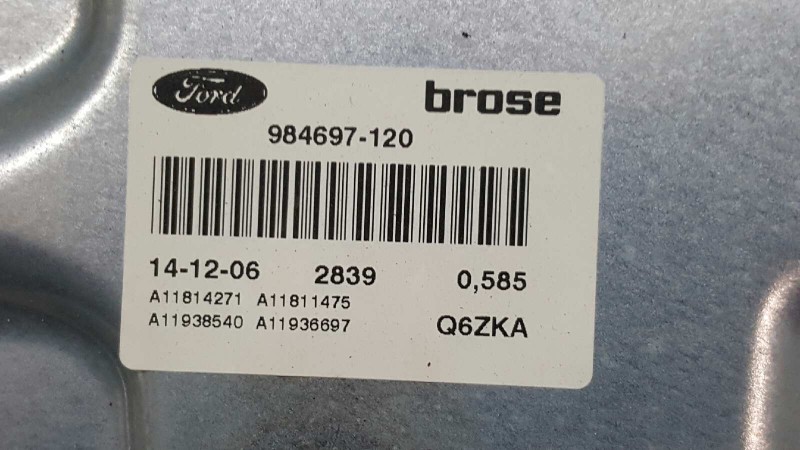 Ford brose
984697-120
14-12-06 2839 0,585
A11814271 A11811475
A11938540 A11936697 Q6ZKA